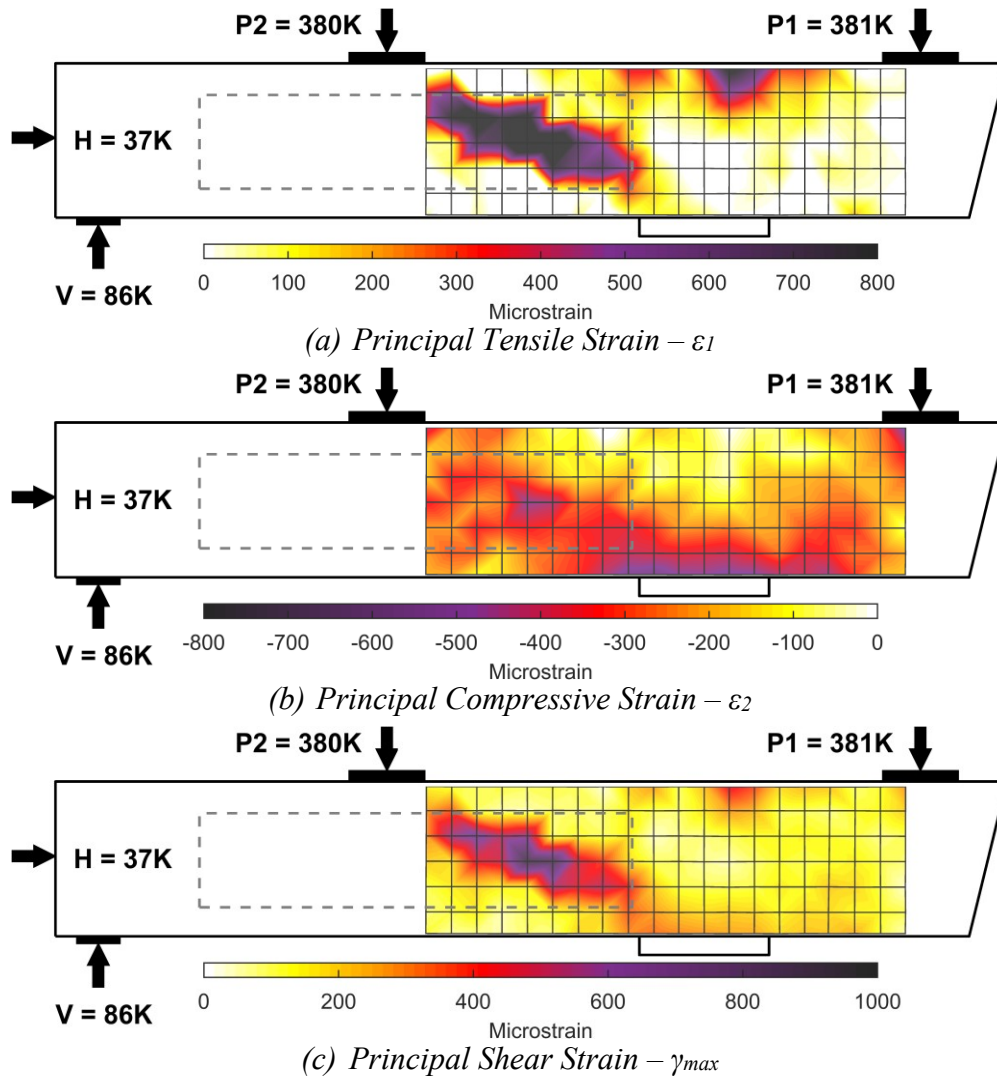 P2 = 380K P1 = 381K
H = 37K
V = 86K
0 100 200 300 400 500 600 700 800
Microstrain
(a) Principal Tensile Strain – ε1
P2 = 380K P1 = 381K
H = 37K
V = 86K
-800 -700 -600 -500 -400 -300 -200 -100 0
Microstrain
(b) Principal Compressive Strain – ε2
P2 = 380K P1 = 381K
H = 37K
V = 86K
0 200 400 600 800 1000
Microstrain
(c) Principal Shear Strain – γmax